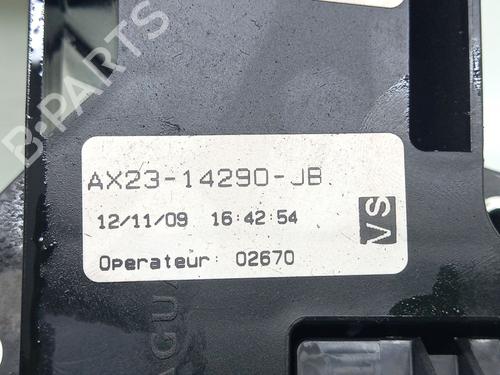 B-PARTS
AX23-14290-JB
12/11/09 16:42:54
VS
Operateur: 02670